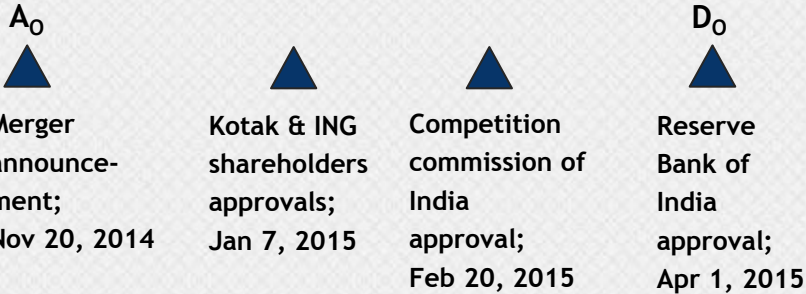 A₀
D₀
Merger
announce-
ment;
Nov 20, 2014
Kotak & ING
shareholders
approvals;
Jan 7, 2015
Competition
commission of
India
approval;
Feb 20, 2015
Reserve
Bank of
India
approval;
Apr 1, 2015